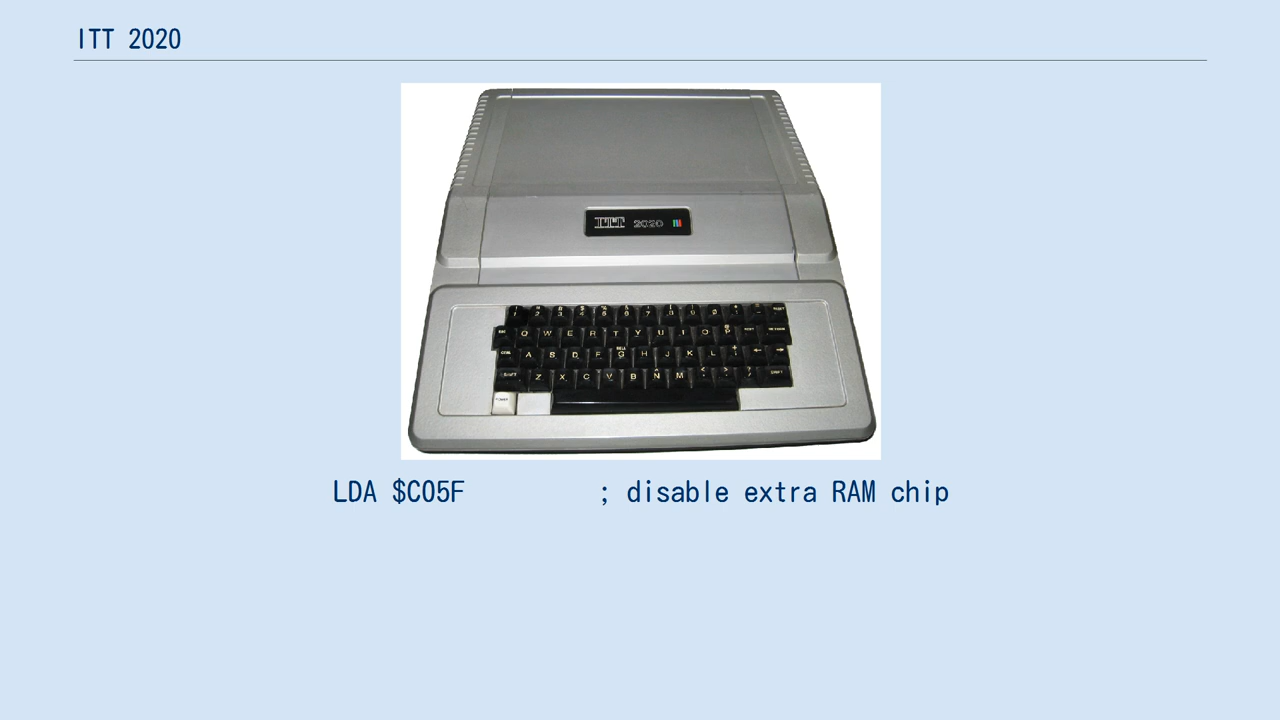 ITT 2020
ITT 2020
Q W E R T Y U I O P
A S D F G H J K L
Z X C V B N M
LDA $C05F ; disable extra RAM chip